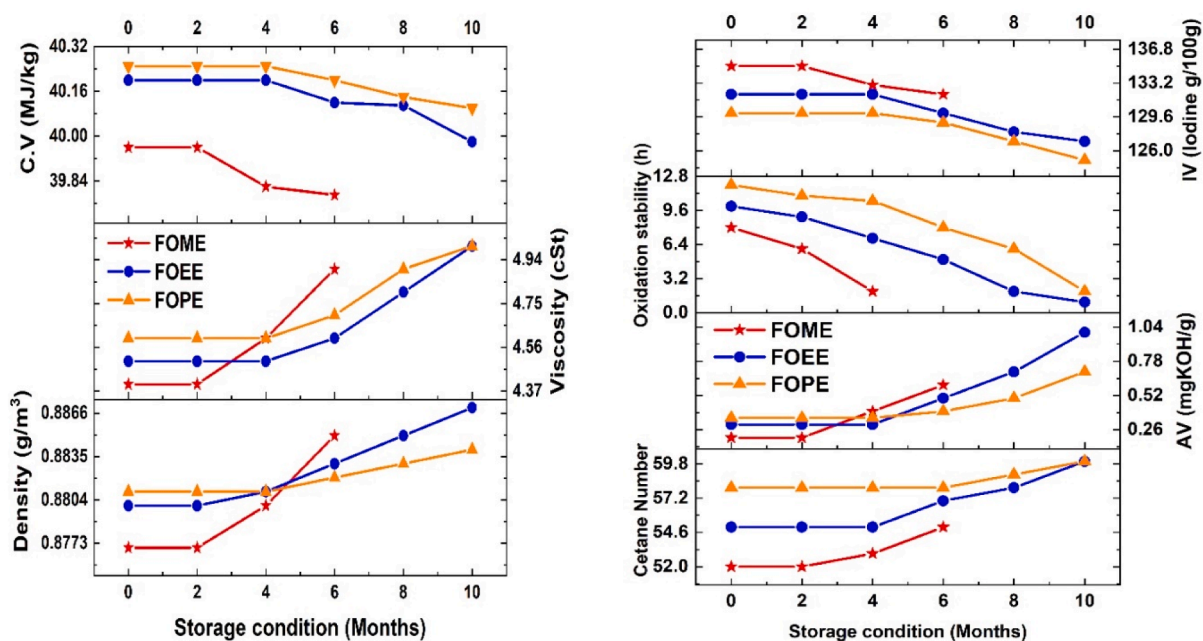 0 2 4 6 8 10
C.V (MJ/kg)
40.32
40.16
40.00
39.84
FOME
FOEE
FOPE
Viscosity (cSt)
4.94
4.75
4.56
4.37
Density (g/m³)
0.8866
0.8835
0.8804
0.8773
0 2 4 6 8 10
Storage condition (Months)
0 2 4 6 8 10
IV (Iodine g/100g)
136.8
133.2
129.6
126.0
Oxidation stability (h)
12.8
9.6
6.4
3.2
0.0
FOME
FOEE
FOPE
AV (mgKOH/g)
1.04
0.78
0.52
0.26
Cetane Number
59.8
57.2
54.6
52.0
0 2 4 6 8 10
Storage condition (Months)